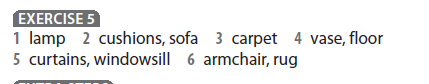 EXERCISE 5
1 lamp 2 cushions, sofa 3 carpet 4 vase, floor
5 curtains, windowsill 6 armchair, rug